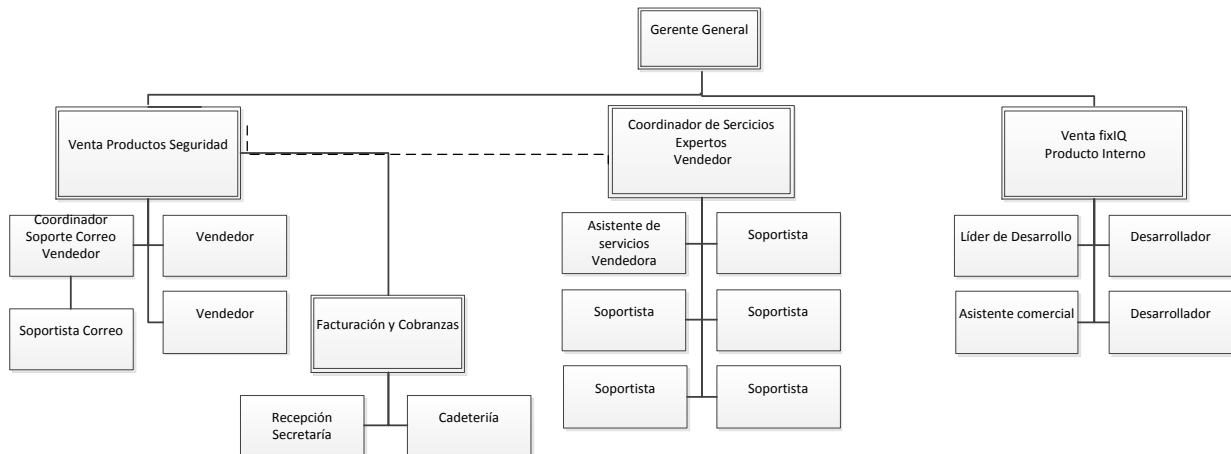 Gerente General
Venta Productos Seguridad
Coordinador de Sercicios
Expertos
Vendedor
Venta fixIQ
Producto Interno
Coordinador
Soporte Correo
Vendedor
Vendedor
Asistente de
servicios
Vendedora
Soportista
Líder de Desarrollo
Desarrollador
Soportista Correo
Vendedor
Facturación y Cobranzas
Soportista
Soportista
Asistente comercial
Desarrollador
Recepción
Secretaría
Cadeteriía
Soportista
Soportista